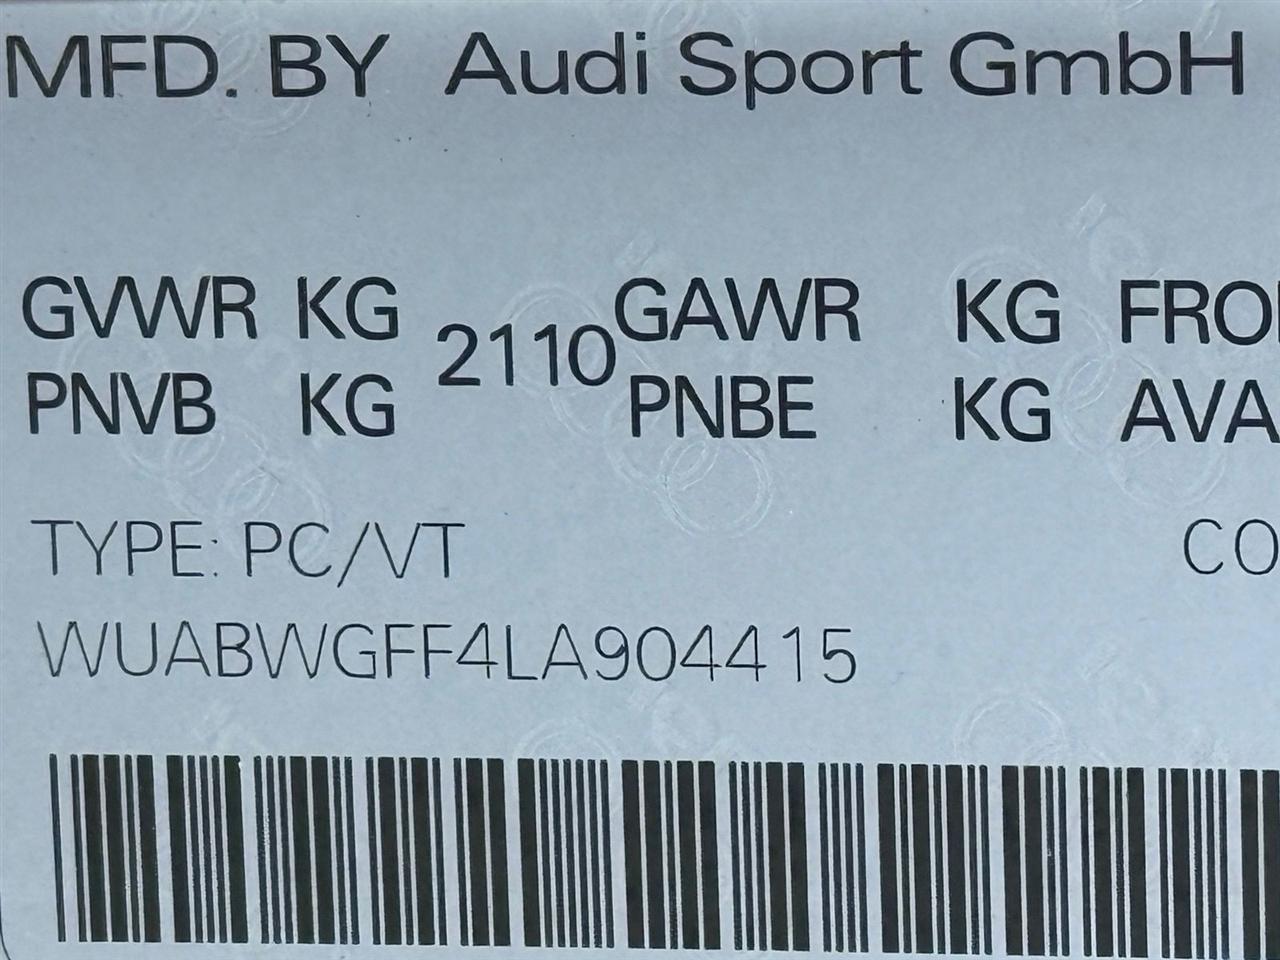 MFD. BY Audi Sport GmbH
GVWR KG 2110 GAWR KG FRO
PNVB KG PNBE KG AVA
TYPE: PC/VT CO
WUABWGFF4LA904415